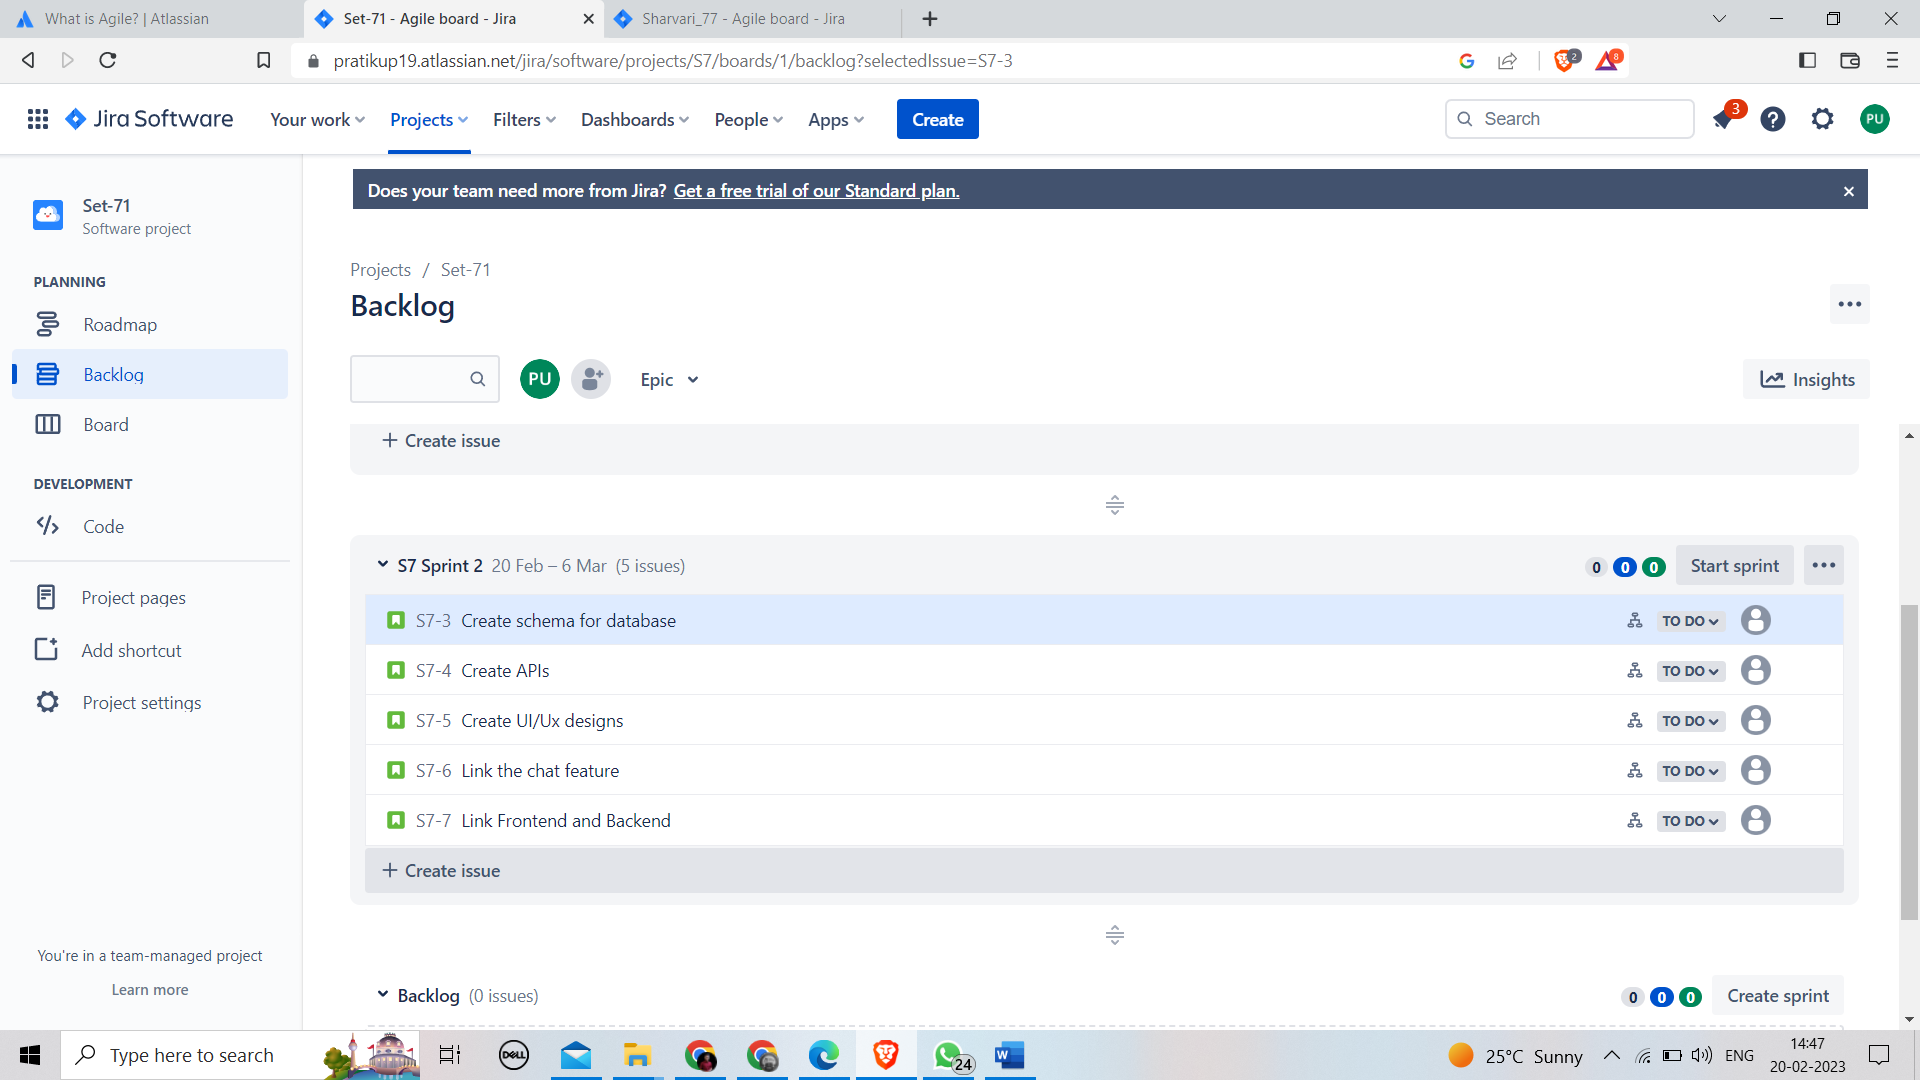 What is Agile? | Atlassian
Set-71 - Agile board - Jira
Sharvari_77 - Agile board - Jira
pratikup19.atlassian.net/jira/software/projects/S7/boards/1/backlog?selectedIssue=S7-3
2
8
Jira Software
Your work
Projects
Filters
Dashboards
People
Apps
Create
Search
3
PU
Does your team need more from Jira? Get a free trial of our Standard plan.
Set-71
Software project
PLANNING
Roadmap
Backlog
Board
DEVELOPMENT
Code
Project pages
Add shortcut
Project settings
You're in a team-managed project
Learn more
Projects / Set-71
Backlog
PU
Epic
Insights
+ Create issue
S7 Sprint 2 20 Feb – 6 Mar (5 issues)
0 0 0 Start sprint
S7-3 Create schema for database TO DO
S7-4 Create APIs TO DO
S7-5 Create UI/Ux designs TO DO
S7-6 Link the chat feature TO DO
S7-7 Link Frontend and Backend TO DO
+ Create issue
Backlog (0 issues)
0 0 0 Create sprint
Type here to search
DELL
24
W
25°C Sunny
ENG
14:47
20-02-2023